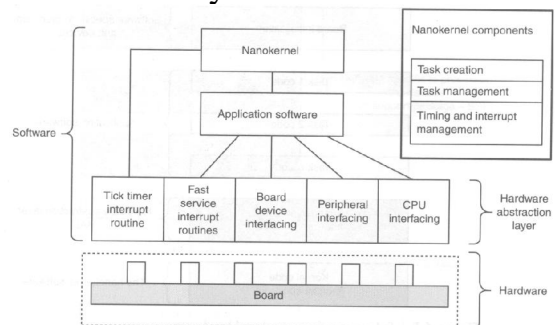 Nanokernel
Application software
Software
Tick timer
interrupt
routine
Fast
service
interrupt
routines
Board
device
interfacing
Peripheral
interfacing
CPU
interfacing
Hardware
abstraction
layer
Board
Hardware
Nanokernel components
Task creation
Task management
Timing and interrupt
management